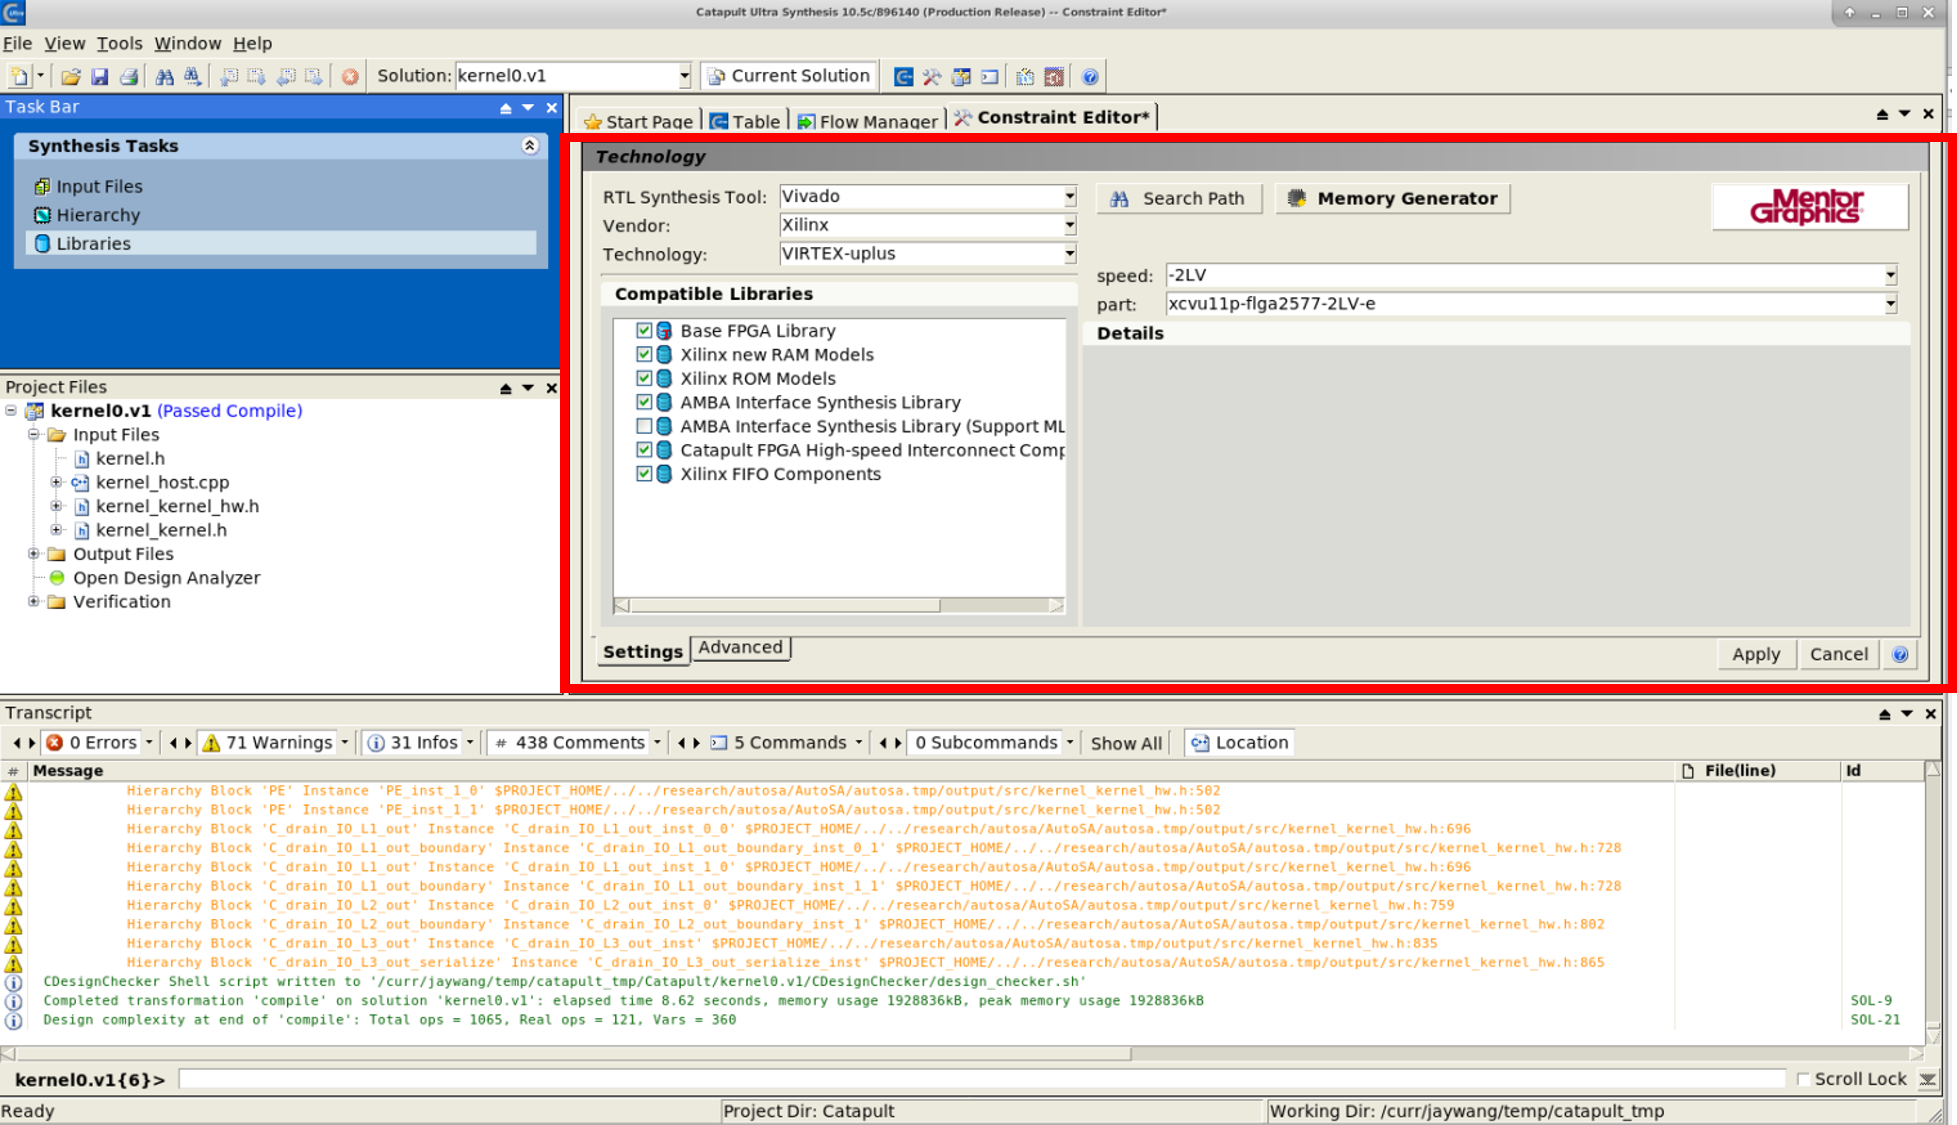 Catapult Ultra Synthesis 10.5c/896140 (Production Release) -- Constraint Editor*
File View Tools Window Help
Solution: kernel0.v1 Current Solution
Task Bar
Synthesis Tasks
Input Files
Hierarchy
Libraries
Project Files
kernel0.v1 (Passed Compile)
Input Files
kernel.h
kernel_host.cpp
kernel_kernel_hw.h
kernel_kernel.h
Output Files
Open Design Analyzer
Verification
Start Page Table Flow Manager Constraint Editor*
Technology
RTL Synthesis Tool: Vivado
Vendor: Xilinx
Technology: VIRTEX-uplus
Search Path Memory Generator
Mentor
Graphics
speed: -2LV
part: xcvu11p-flga2577-2LV-e
Details
Compatible Libraries
Base FPGA Library
Xilinx new RAM Models
Xilinx ROM Models
AMBA Interface Synthesis Library
AMBA Interface Synthesis Library (Support ML
Catapult FPGA High-speed Interconnect Comp
Xilinx FIFO Components
Settings Advanced
Apply Cancel
Transcript
0 Errors 71 Warnings 31 Infos # 438 Comments 5 Commands 0 Subcommands Show All Location
# Message File(line) Id
Hierarchy Block 'PE' Instance 'PE_inst_1_0' $PROJECT_HOME/../../research/autosa/AutoSA/autosa.tmp/output/src/kernel_kernel_hw.h:502
Hierarchy Block 'PE' Instance 'PE_inst_1_1' $PROJECT_HOME/../../research/autosa/AutoSA/autosa.tmp/output/src/kernel_kernel_hw.h:502
Hierarchy Block 'C_drain_IO_L1_out' Instance 'C_drain_IO_L1_out_inst_0_0' $PROJECT_HOME/../../research/autosa/AutoSA/autosa.tmp/output/src/kernel_kernel_hw.h:696
Hierarchy Block 'C_drain_IO_L1_out_boundary' Instance 'C_drain_IO_L1_out_boundary_inst_0_1' $PROJECT_HOME/../../research/autosa/AutoSA/autosa.tmp/output/src/kernel_kernel_hw.h:728
Hierarchy Block 'C_drain_IO_L1_out' Instance 'C_drain_IO_L1_out_inst_1_0' $PROJECT_HOME/../../research/autosa/AutoSA/autosa.tmp/output/src/kernel_kernel_hw.h:696
Hierarchy Block 'C_drain_IO_L1_out_boundary' Instance 'C_drain_IO_L1_out_boundary_inst_1_1' $PROJECT_HOME/../../research/autosa/AutoSA/autosa.tmp/output/src/kernel_kernel_hw.h:728
Hierarchy Block 'C_drain_IO_L2_out' Instance 'C_drain_IO_L2_out_inst_0' $PROJECT_HOME/../../research/autosa/AutoSA/autosa.tmp/output/src/kernel_kernel_hw.h:759
Hierarchy Block 'C_drain_IO_L2_out_boundary' Instance 'C_drain_IO_L2_out_boundary_inst_1' $PROJECT_HOME/../../research/autosa/AutoSA/autosa.tmp/output/src/kernel_kernel_hw.h:802
Hierarchy Block 'C_drain_IO_L3_out' Instance 'C_drain_IO_L3_out_inst' $PROJECT_HOME/../../research/autosa/AutoSA/autosa.tmp/output/src/kernel_kernel_hw.h:835
Hierarchy Block 'C_drain_IO_L3_out_serialize' Instance 'C_drain_IO_L3_out_serialize_inst' $PROJECT_HOME/../../research/autosa/AutoSA/autosa.tmp/output/src/kernel_kernel_hw.h:865
CDesignChecker Shell script written to '/curr/jaywang/temp/catapult_tmp/Catapult/kernel0.v1/CDesignChecker/design_checker.sh'
Completed transformation 'compile' on solution 'kernel0.v1': elapsed time 8.62 seconds, memory usage 1928836kB, peak memory usage 1928836kB SOL-9
Design complexity at end of 'compile': Total ops = 1065, Real ops = 121, Vars = 360 SOL-21
kernel0.v1{6}> Scroll Lock
Ready Project Dir: Catapult Working Dir: /curr/jaywang/temp/catapult_tmp